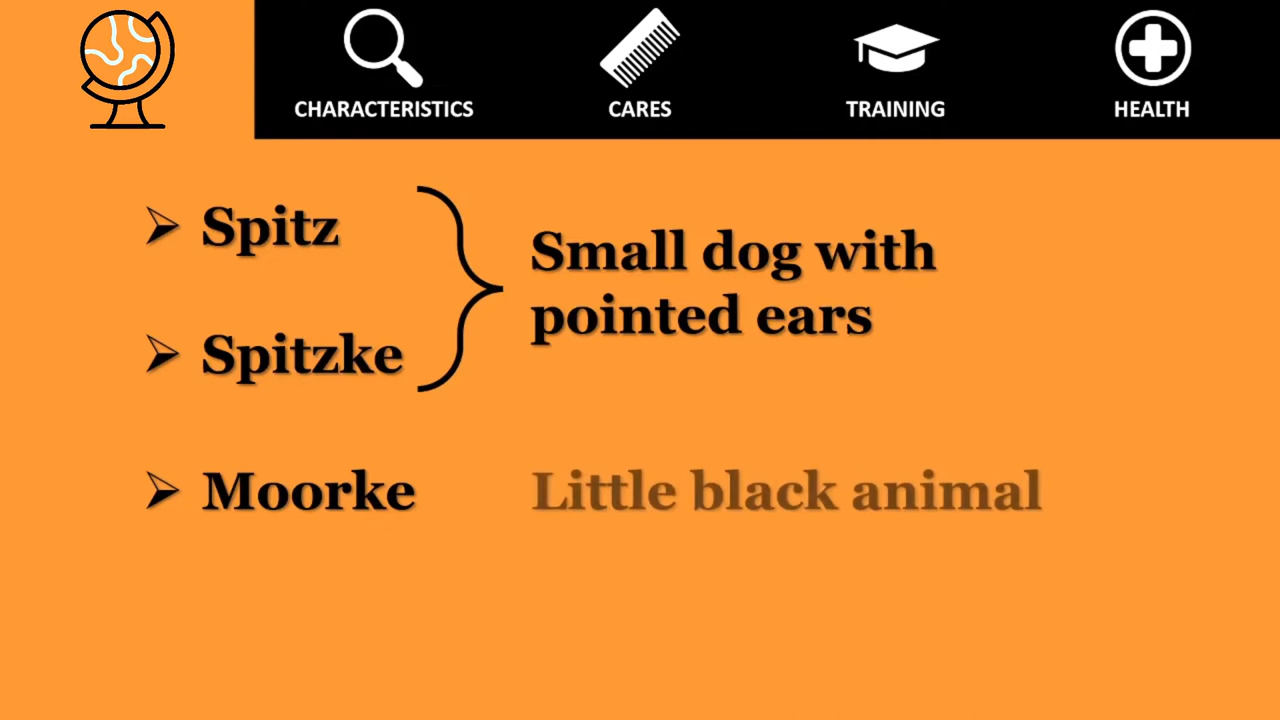 CHARACTERISTICS
CARES
TRAINING
HEALTH
Spitz
Spitzke
Small dog with
pointed ears
Moorke
Little black animal